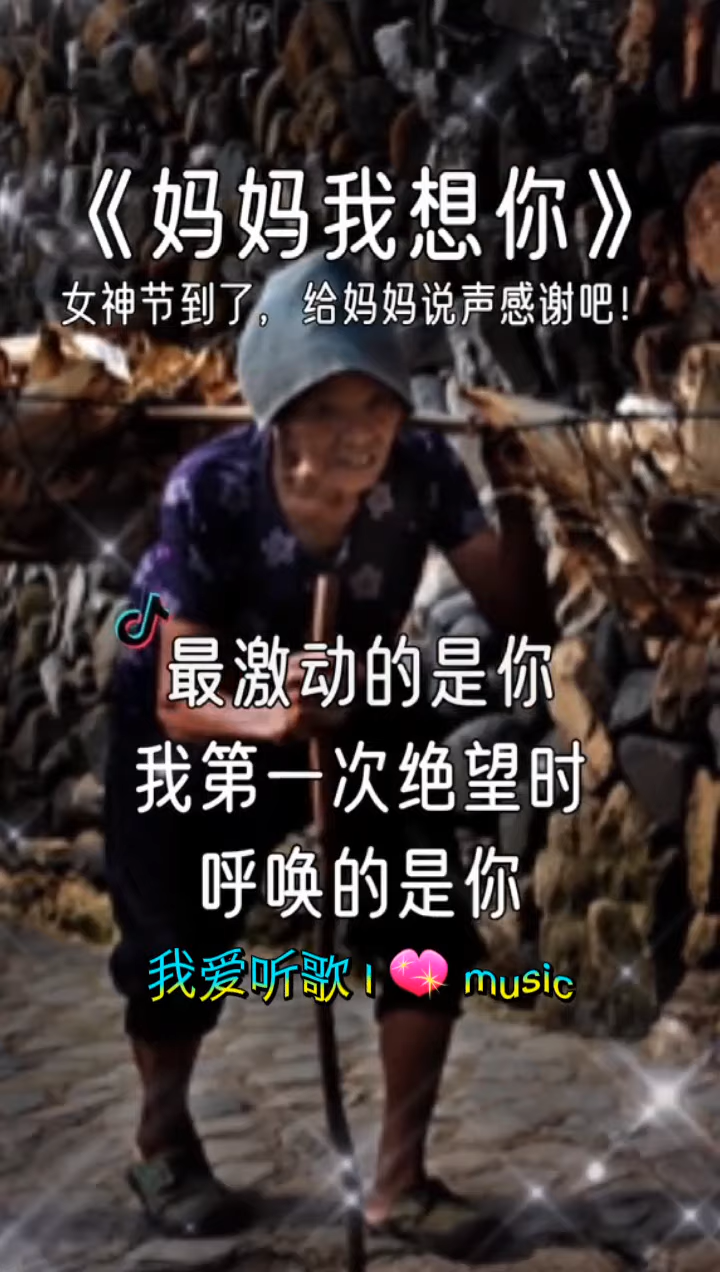 《妈妈我想你》
女神节到了，给妈妈说声感谢吧！
最激动的是你
我第一次绝望时
呼唤的是你
我爱听歌 I 💖 music